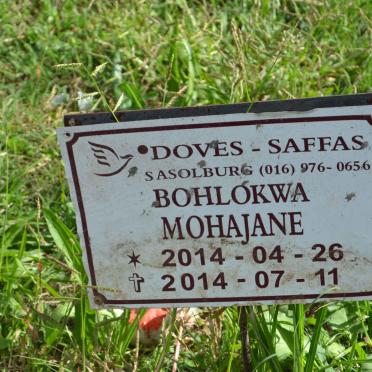 DOVES - SAFFAS
SASOLBURG (016) 976-0656
BOHLOKWA
MOHAJANE
2014 - 04 - 26
2014 - 07 - 11